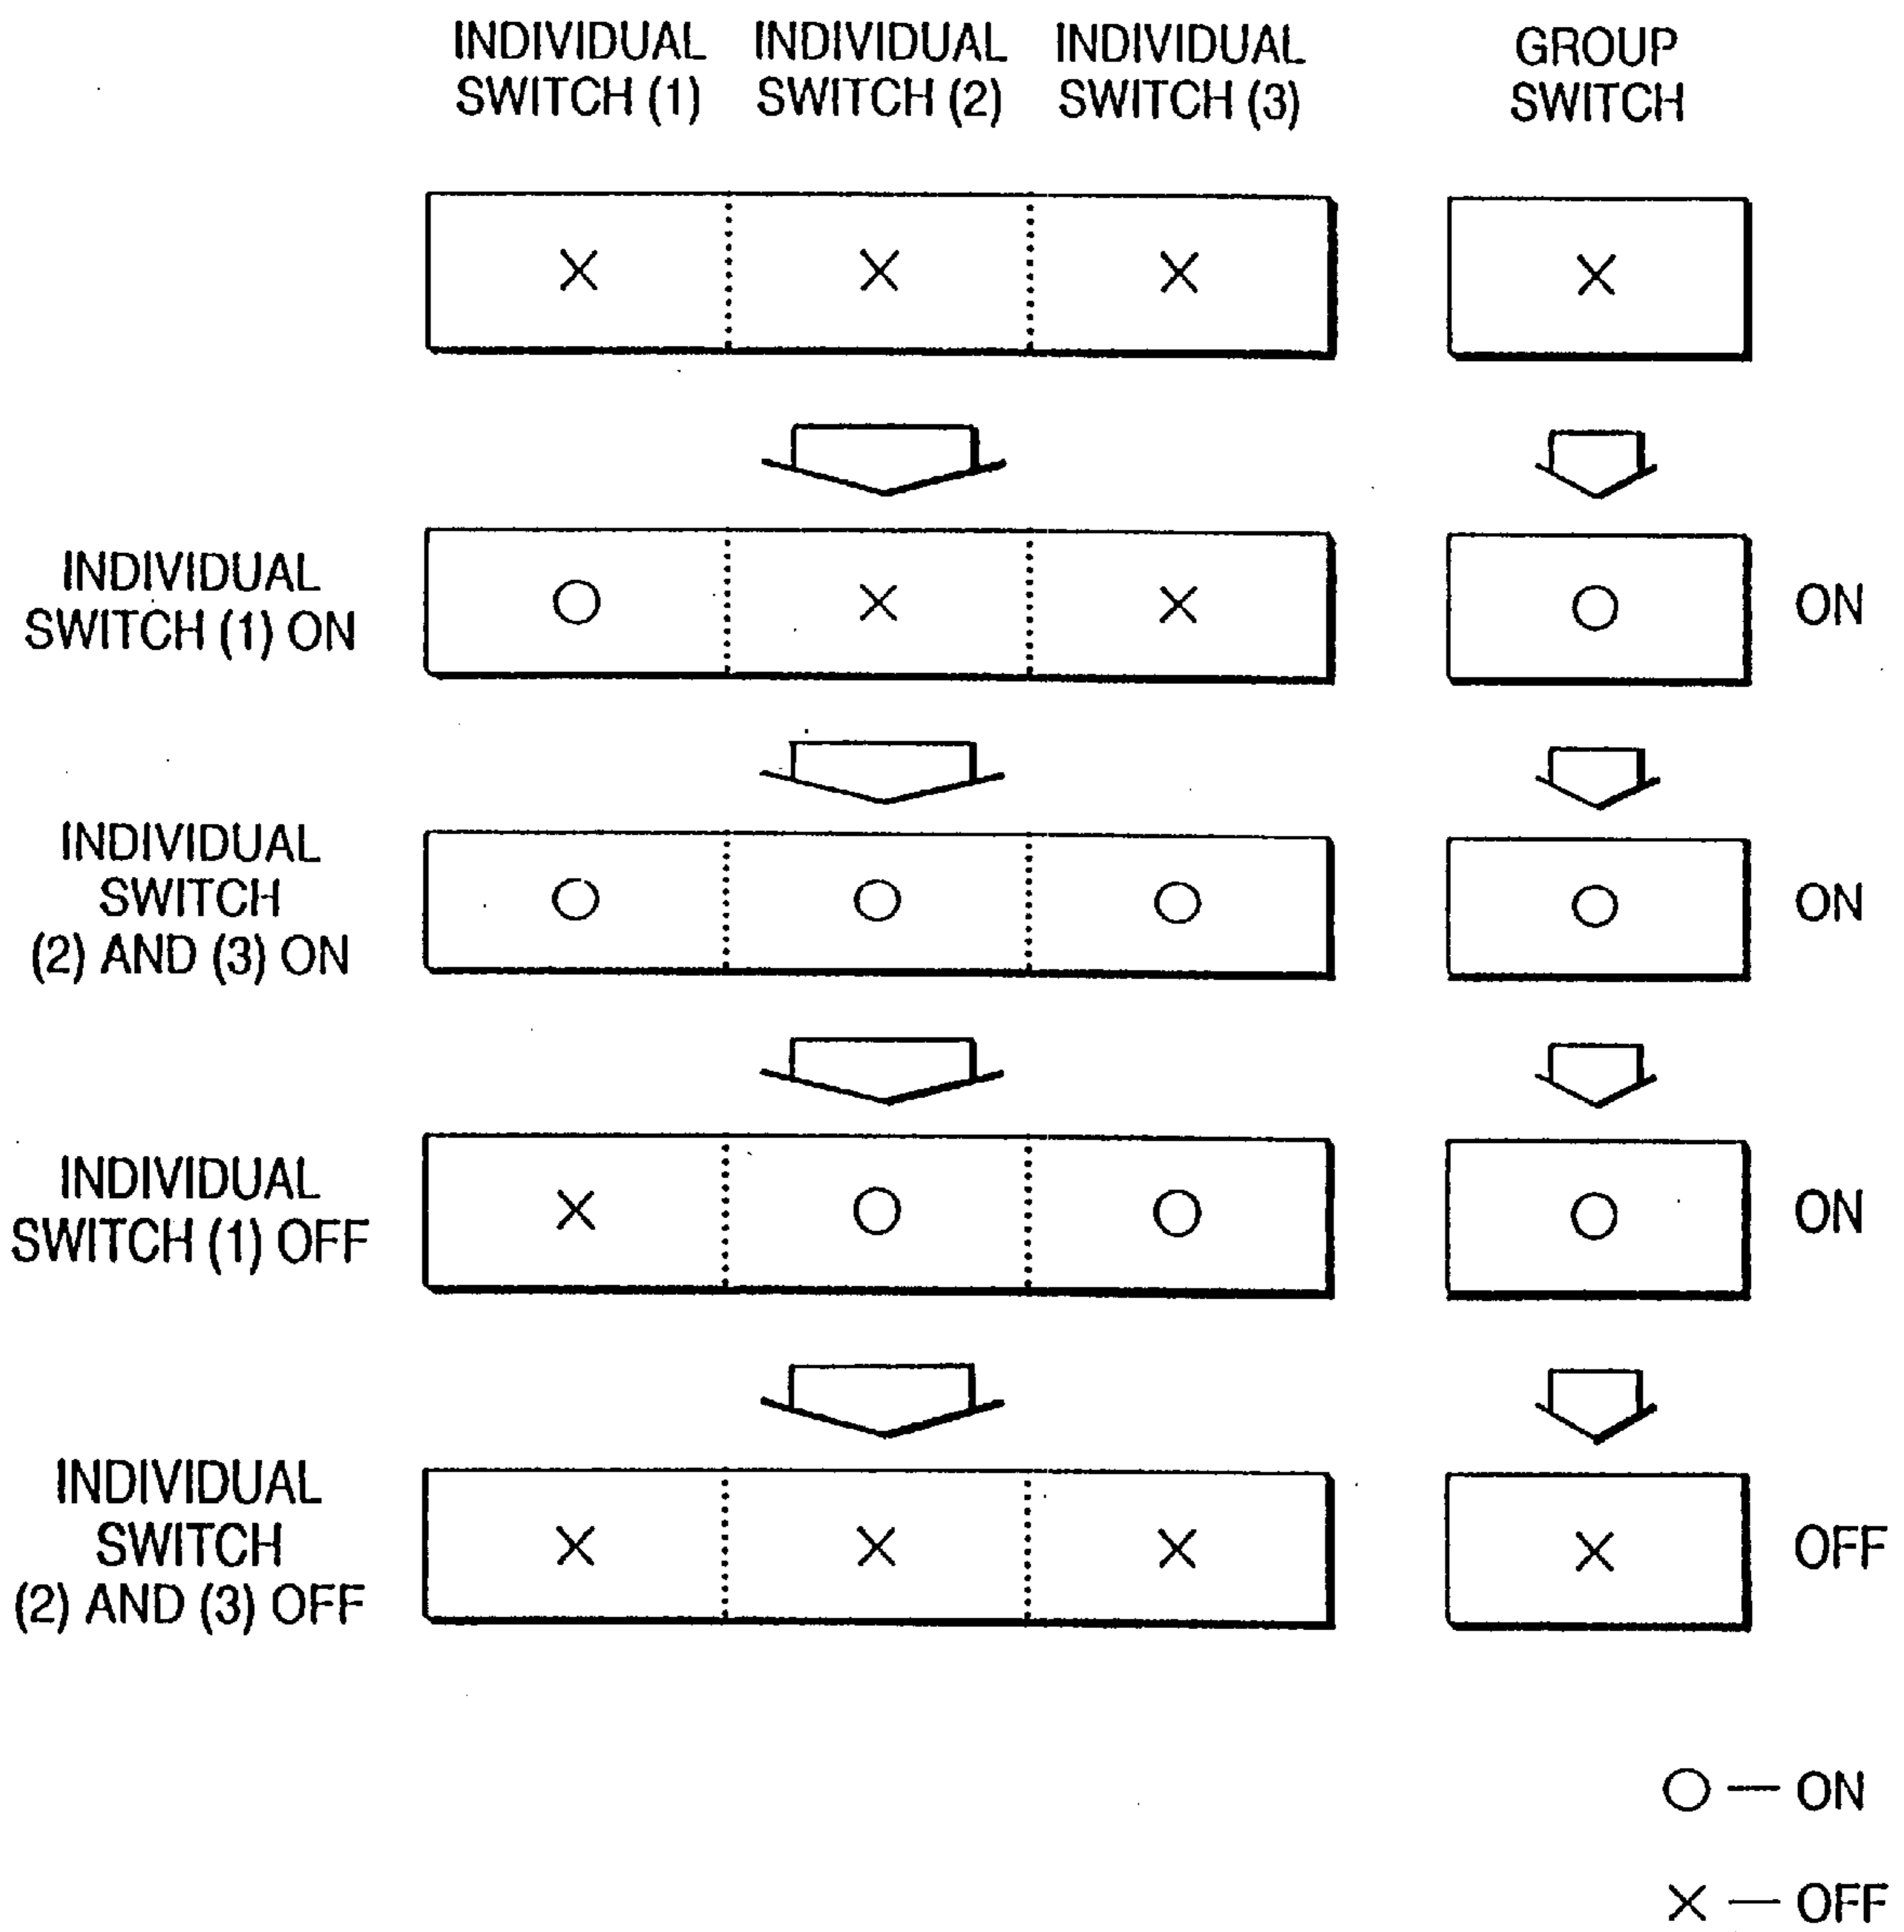 INDIVIDUAL SWITCH (1)
INDIVIDUAL SWITCH (2)
INDIVIDUAL SWITCH (3)
GROUP SWITCH
X X X X
INDIVIDUAL
SWITCH (1) ON
O X X O ON
INDIVIDUAL
SWITCH
(2) AND (3) ON
O O O O ON
INDIVIDUAL
SWITCH (1) OFF
X O O O ON
INDIVIDUAL
SWITCH
(2) AND (3) OFF
X X X X OFF
O — ON
X — OFF